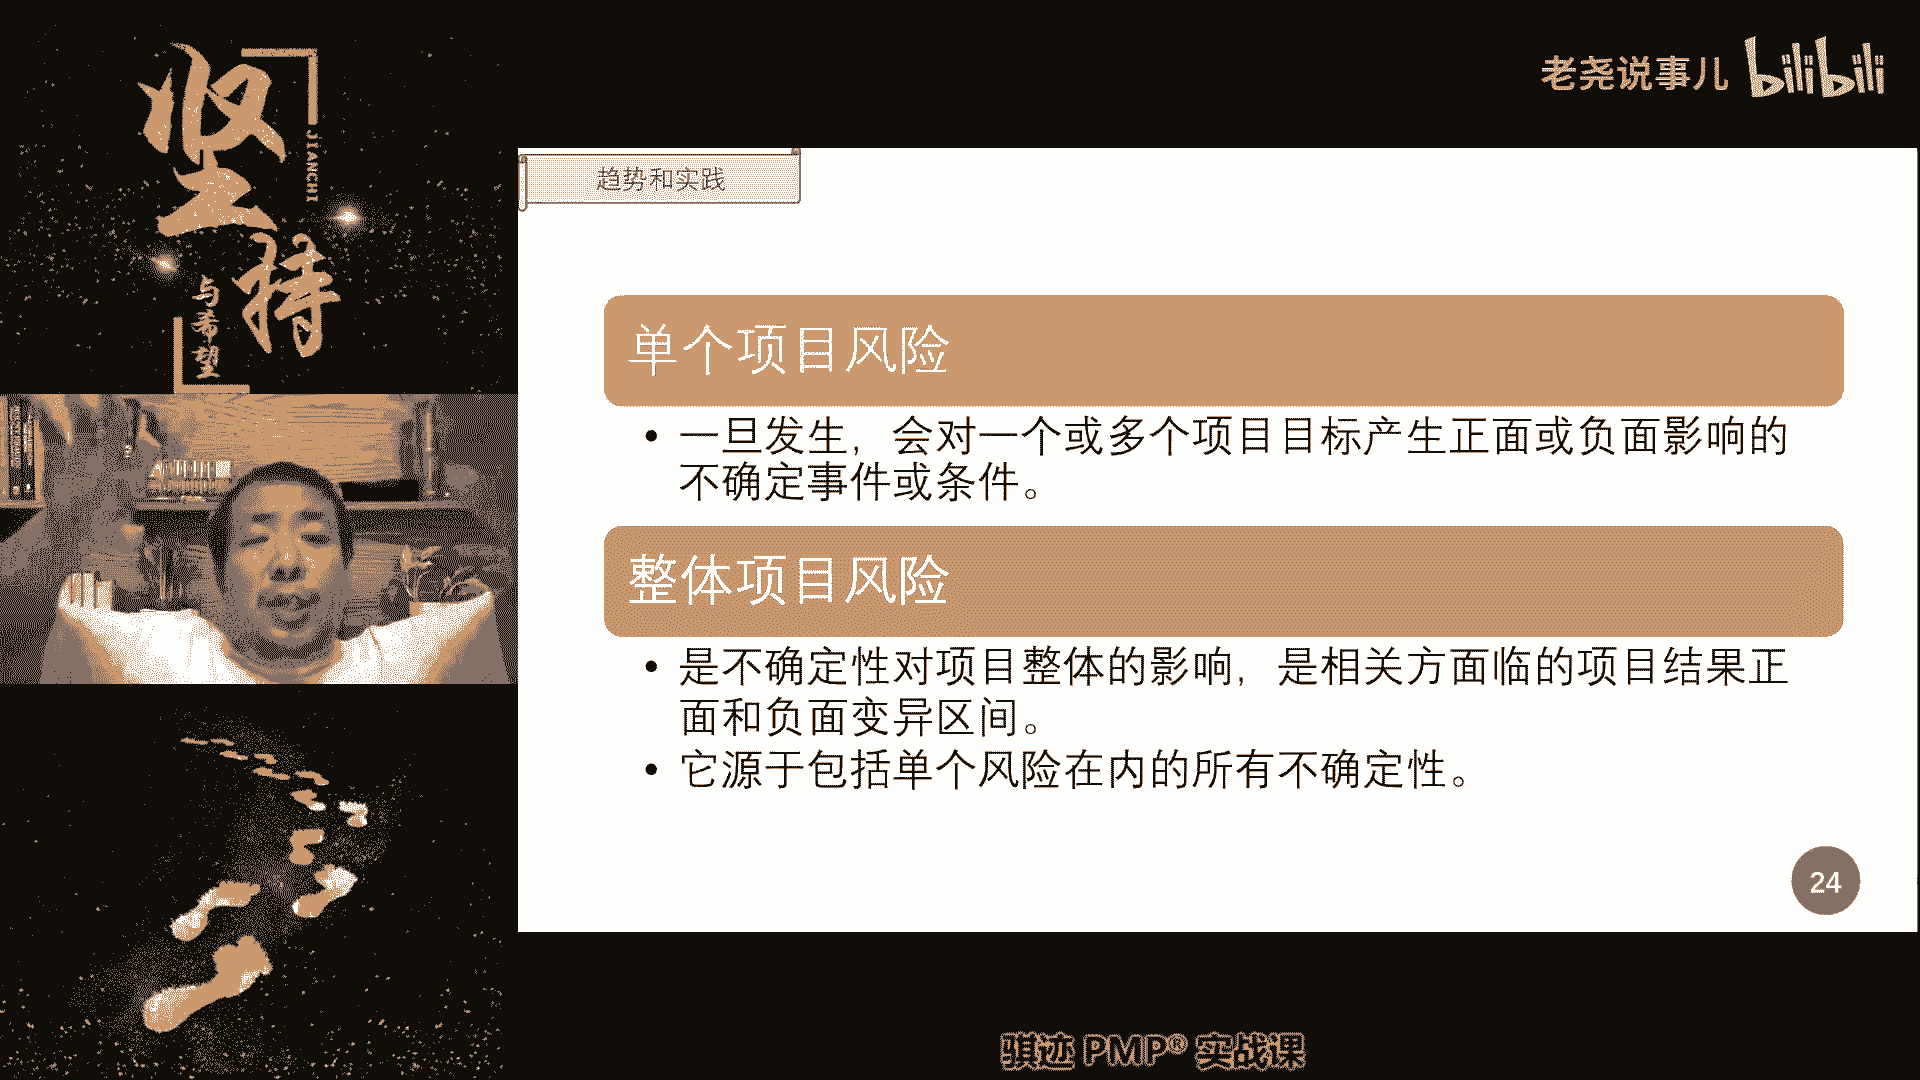 坚持
JIANCHI
与希望
老尧说事儿 bilibili
趋势和实践
单个项目风险
• 一旦发生，会对一个或多个项目目标产生正面或负面影响的
不确定事件或条件。
整体项目风险
• 是不确定性对项目整体的影响，是相关方面临的项目结果正
面和负面变异区间。
• 它源于包括单个风险在内的所有不确定性。
24
骐迹 PMP® 实战课